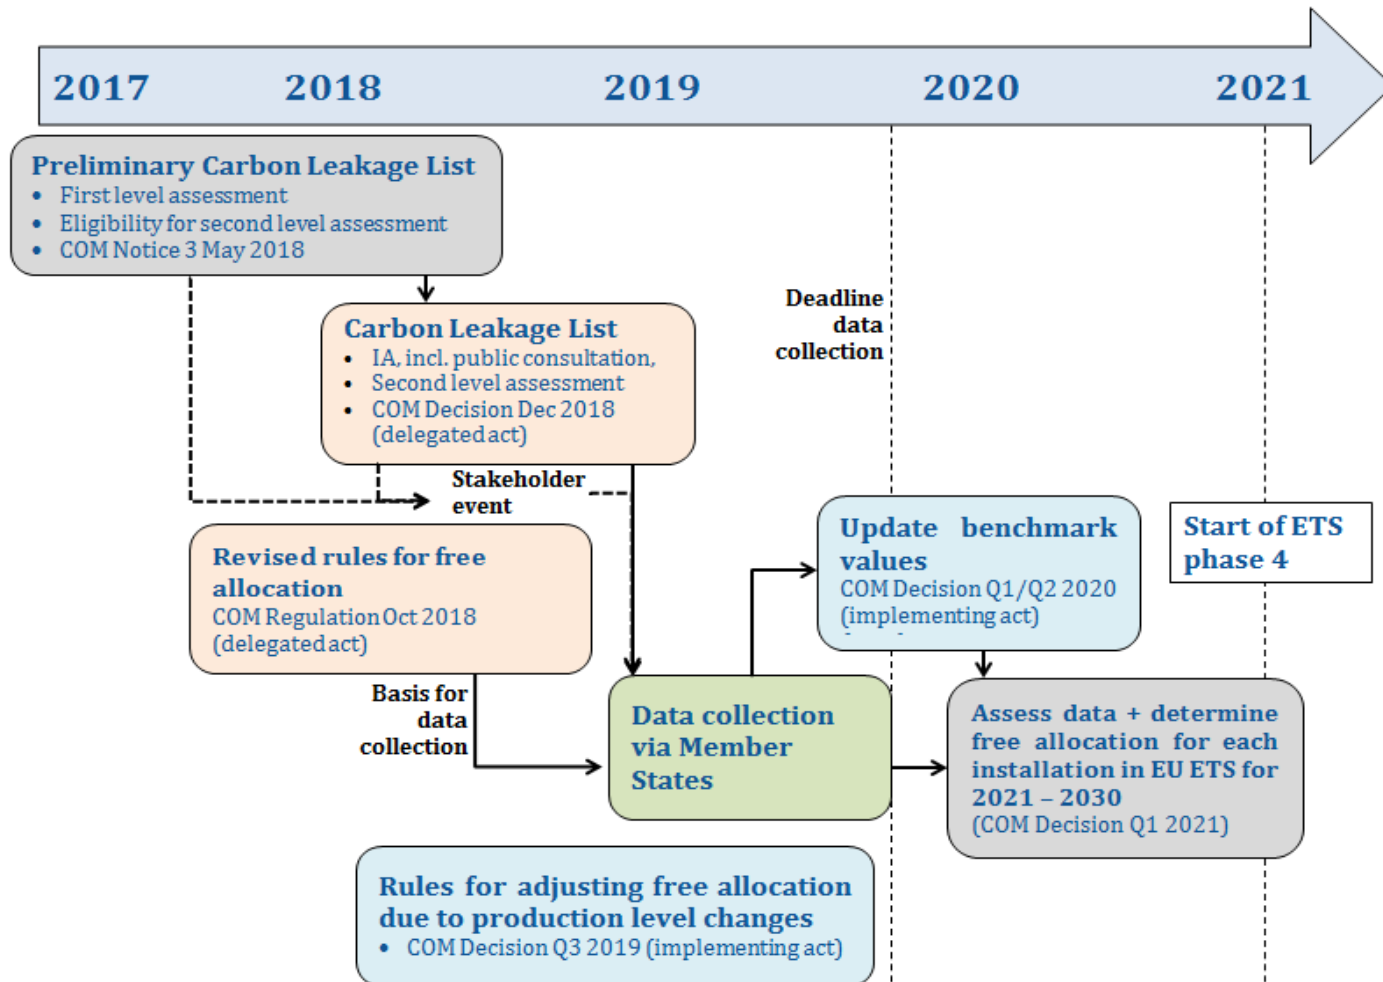 2017 2018 2019 2020 2021
Preliminary Carbon Leakage List
• First level assessment
• Eligibility for second level assessment
• COM Notice 3 May 2018
Deadline
data
collection
Carbon Leakage List
• IA, incl. public consultation,
• Second level assessment
• COM Decision Dec 2018
(delegated act)
Stakeholder
event
Revised rules for free
allocation
COM Regulation Oct 2018
(delegated act)
Update benchmark
values
COM Decision Q1/Q2 2020
(implementing act)
Start of ETS
phase 4
Basis for
data
collection
Data collection
via Member
States
Assess data + determine
free allocation for each
installation in EU ETS for
2021 – 2030
(COM Decision Q1 2021)
Rules for adjusting free allocation
due to production level changes
• COM Decision Q3 2019 (implementing act)